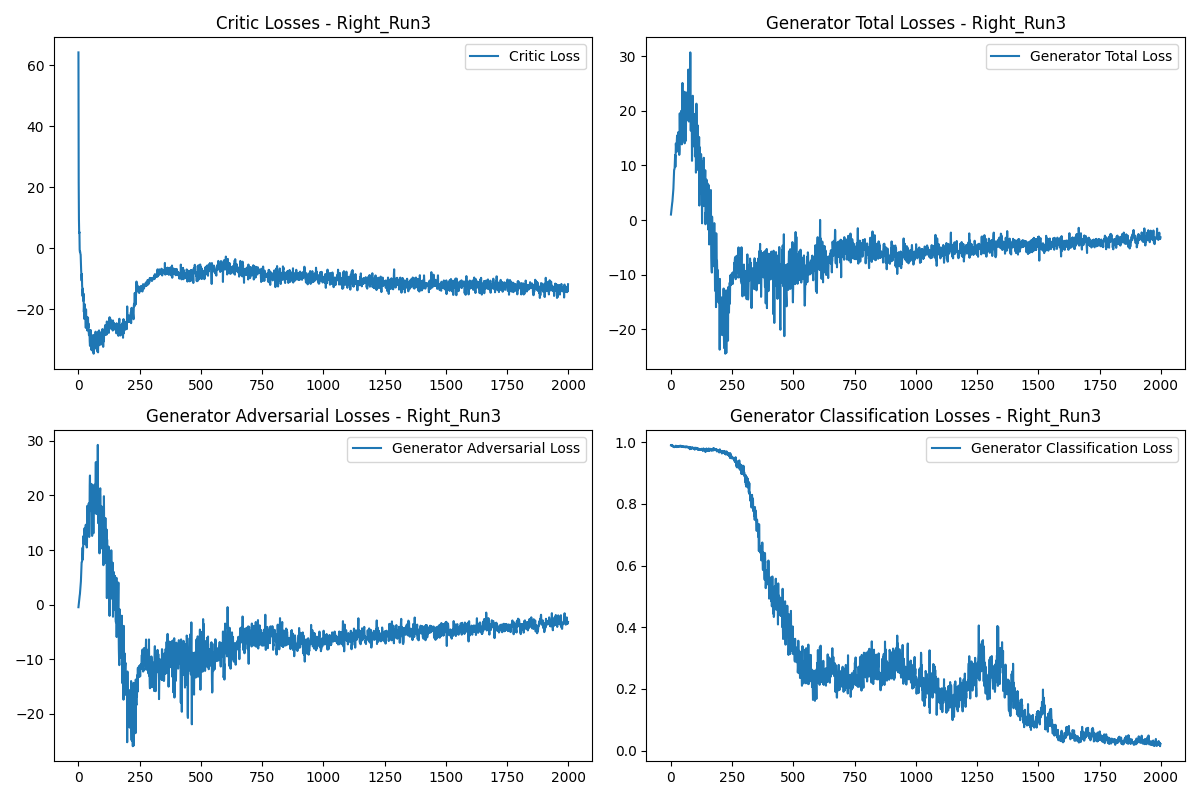 Critic Losses - Right_Run3
Critic Loss
60
40
20
0
−20
0 250 500 750 1000 1250 1500 1750 2000
Generator Total Losses - Right_Run3
Generator Total Loss
30
20
10
0
−10
−20
0 250 500 750 1000 1250 1500 1750 2000
Generator Adversarial Losses - Right_Run3
Generator Adversarial Loss
30
20
10
0
−10
−20
0 250 500 750 1000 1250 1500 1750 2000
Generator Classification Losses - Right_Run3
Generator Classification Loss
1.0
0.8
0.6
0.4
0.2
0.0
0 250 500 750 1000 1250 1500 1750 2000